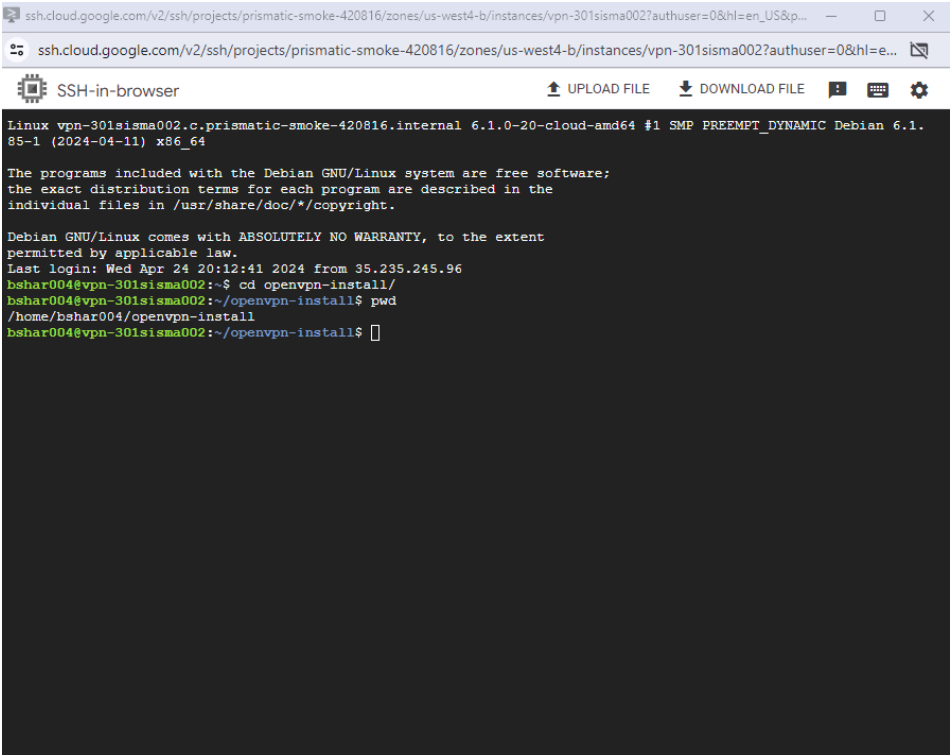 ssh.cloud.google.com/v2/ssh/projects/prismatic-smoke-420816/zones/us-west4-b/instances/vpn-301sisma002?authuser=0&hl=en_US&p...
ssh.cloud.google.com/v2/ssh/projects/prismatic-smoke-420816/zones/us-west4-b/instances/vpn-301sisma002?authuser=0&hl=e...
SSH-in-browser UPLOAD FILE DOWNLOAD FILE
Linux vpn-301sisma002.c.prismatic-smoke-420816.internal 6.1.0-20-cloud-amd64 #1 SMP PREEMPT_DYNAMIC Debian 6.1.
85-1 (2024-04-11) x86_64
The programs included with the Debian GNU/Linux system are free software;
the exact distribution terms for each program are described in the
individual files in /usr/share/doc/*/copyright.
Debian GNU/Linux comes with ABSOLUTELY NO WARRANTY, to the extent
permitted by applicable law.
Last login: Wed Apr 24 20:12:41 2024 from 35.235.245.96
bshar004@vpn-301sisma002:~$ cd openvpn-install/
bshar004@vpn-301sisma002:~/openvpn-install$ pwd
/home/bshar004/openvpn-install
bshar004@vpn-301sisma002:~/openvpn-install$